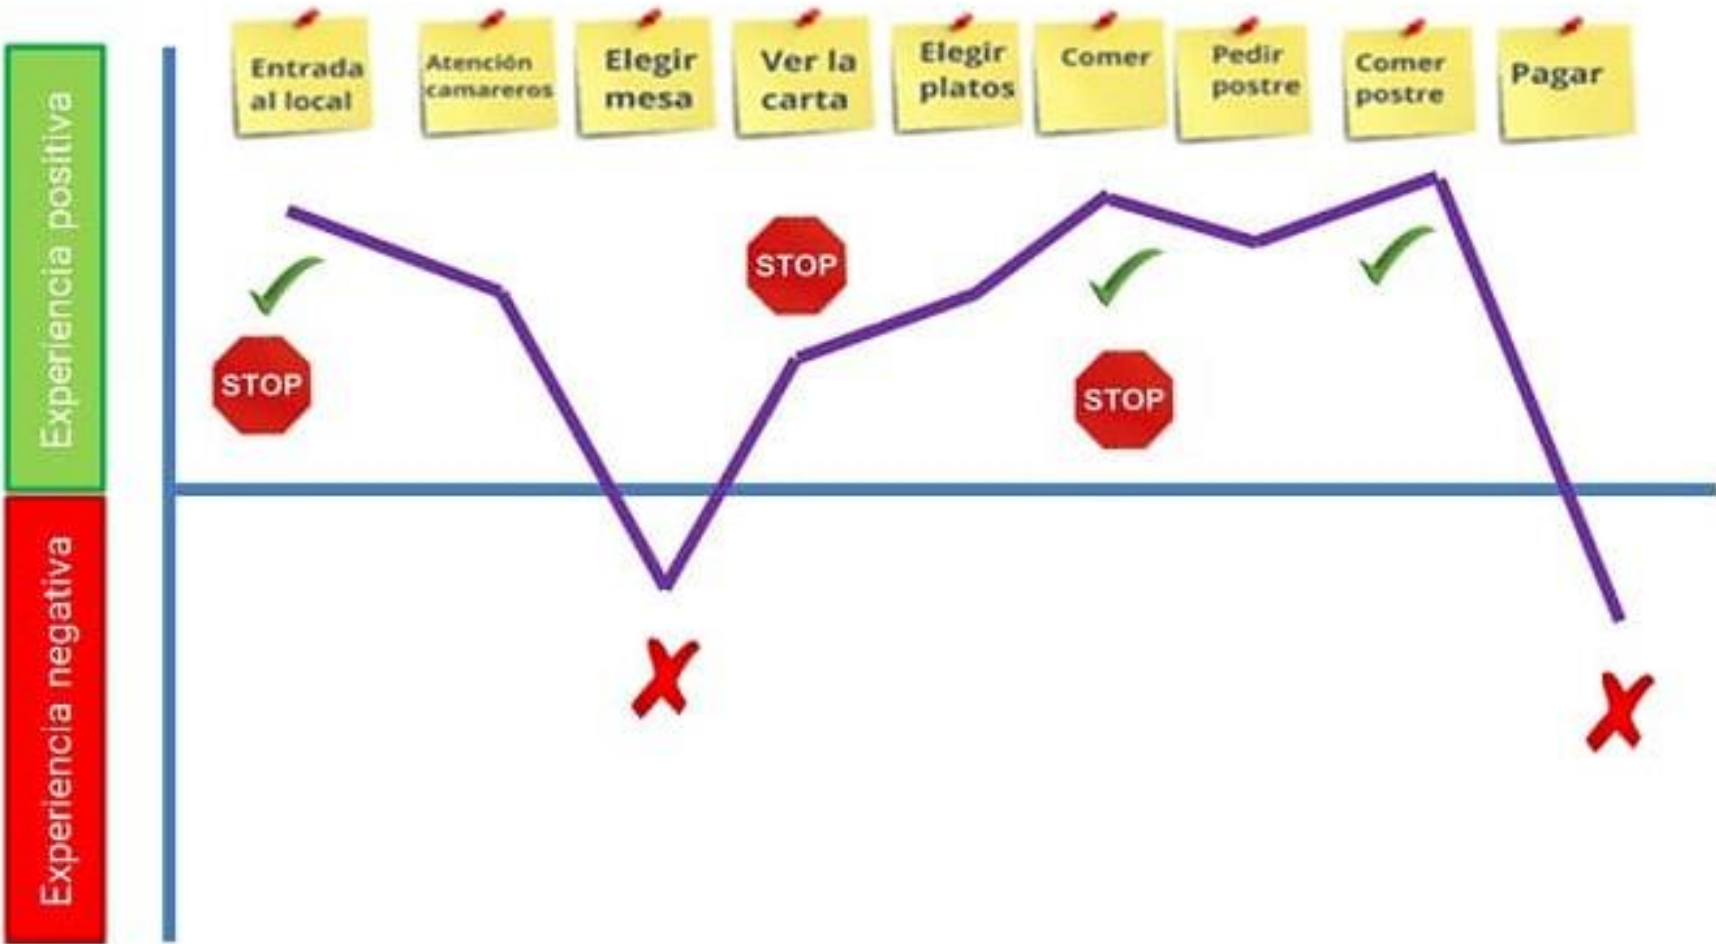 Entrada
al local
Atención
camareros
Elegir
mesa
Ver la
carta
Elegir
platos
Comer
Pedir
postre
Comer
postre
Pagar
Experiencia positiva
STOP
STOP
STOP
Experiencia negativa